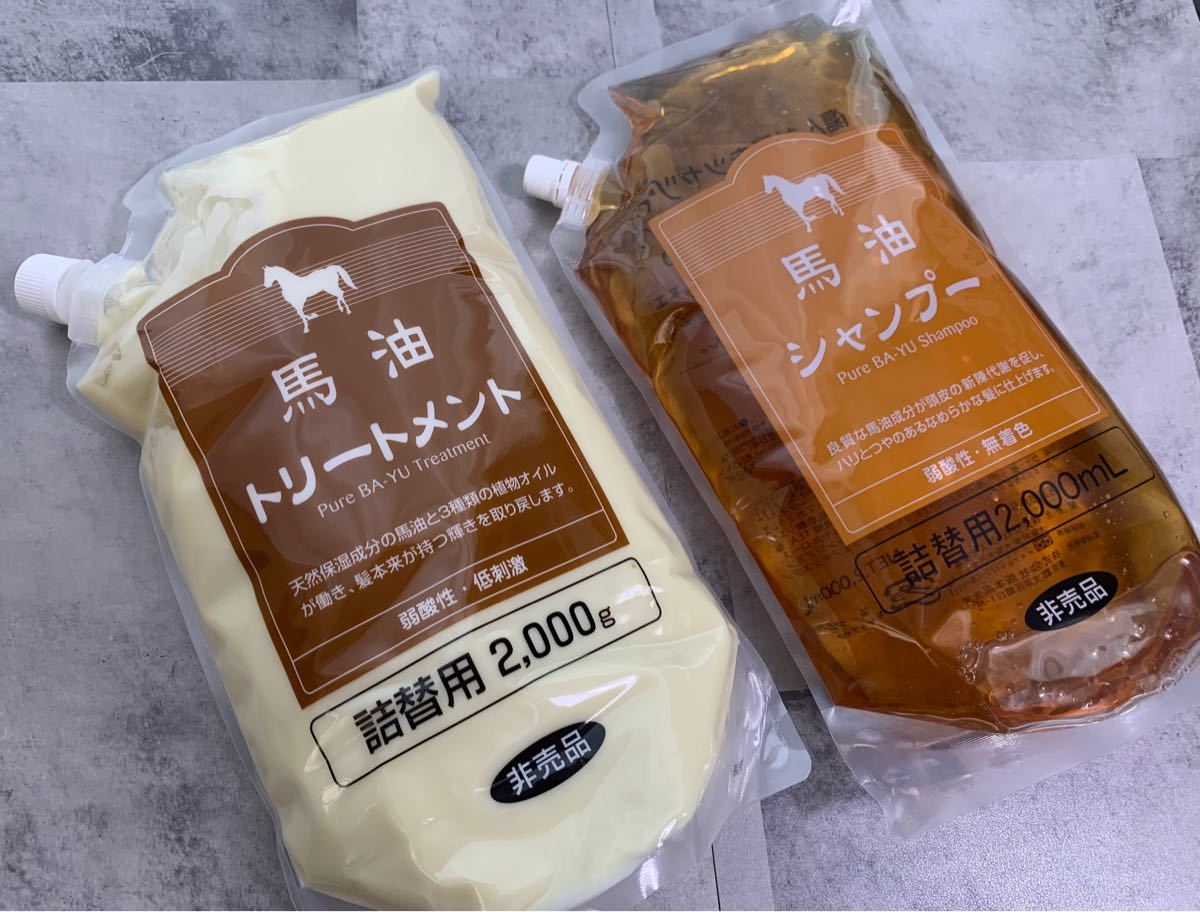 馬油
トリートメント
Pure BA-YU Treatment
天然保湿成分の馬油と3種類の植物オイル
が働き、髪本来が持つ輝きを取り戻します。
弱酸性・低刺激
詰替用 2,000g
非売品
馬油
シャンプー
Pure BA-YU Shampoo
良質な馬油成分が頭皮の新陳代謝を促し、
ハリとつやのあるなめらかな髪に仕上げます。
弱酸性・無着色
詰替用2,000mL
非売品